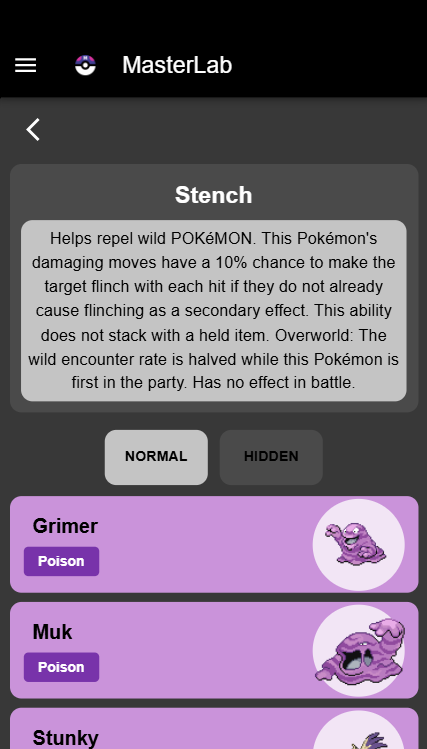 MasterLab
Stench
Helps repel wild POKéMON. This Pokémon's
damaging moves have a 10% chance to make the
target flinch with each hit if they do not already
cause flinching as a secondary effect. This ability
does not stack with a held item. Overworld: The
wild encounter rate is halved while this Pokémon is
first in the party. Has no effect in battle.
NORMAL HIDDEN
Grimer
Poison
Muk
Poison
Stunky